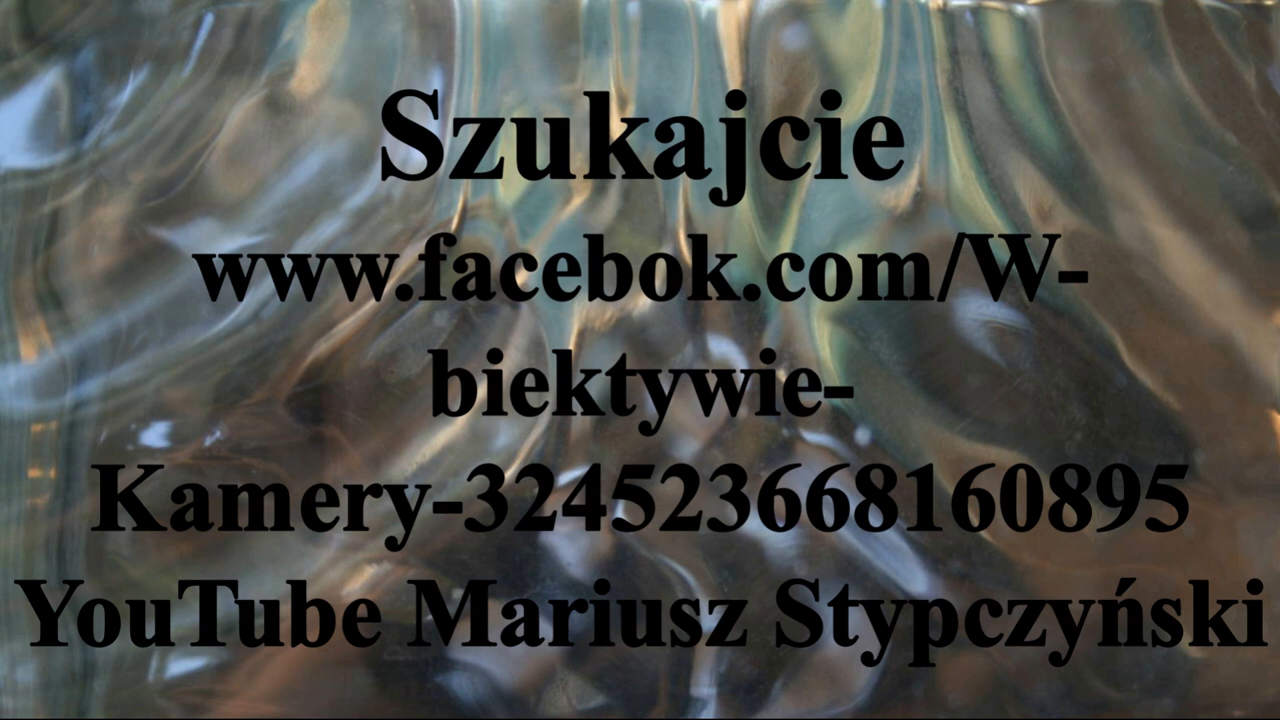 Szukajcie
www.facebok.com/W-
biektywie-
Kamery-324523668160895
YouTube Mariusz Stypczyński